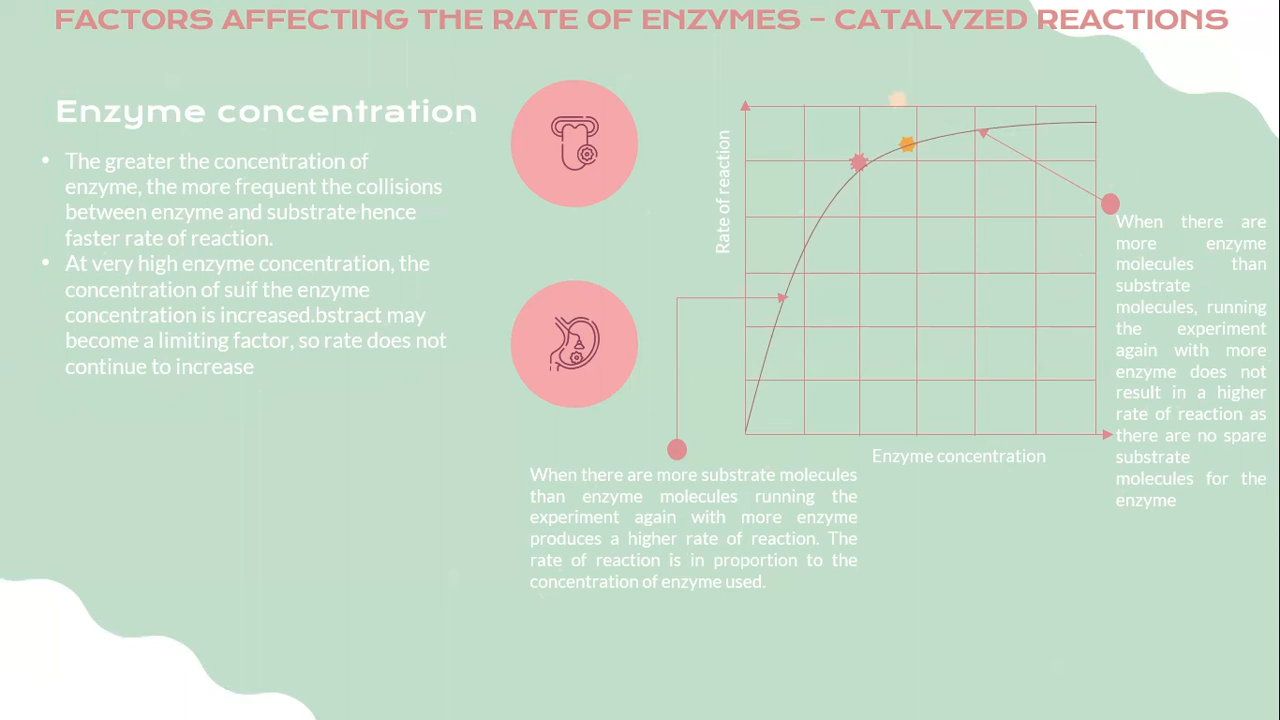 FACTORS AFFECTING THE RATE OF ENZYMES – CATALYZED REACTIONS
Enzyme concentration
• The greater the concentration of
enzyme, the more frequent the collisions
between enzyme and substrate hence
faster rate of reaction.
• At very high enzyme concentration, the
concentration of suif the enzyme
concentration is increased.bstract may
become a limiting factor, so rate does not
continue to increase
Rate of reaction
Enzyme concentration
When there are more substrate molecules
than enzyme molecules running the
experiment again with more enzyme
produces a higher rate of reaction. The
rate of reaction is in proportion to the
concentration of enzyme used.
When there are
more enzyme
molecules than
substrate
molecules, running
the experiment
again with more
enzyme does not
result in a higher
rate of reaction as
there are no spare
substrate
molecules for the
enzyme